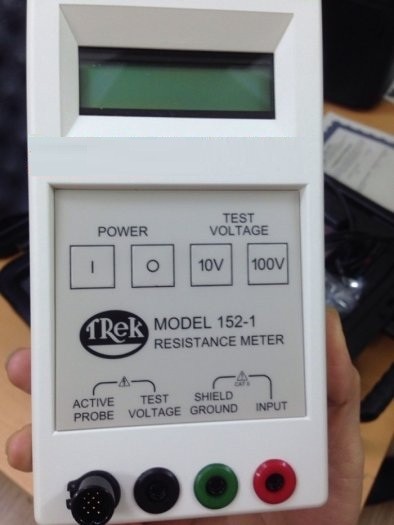 POWER
TEST
VOLTAGE
I O 10V 100V
TRek MODEL 152-1
RESISTANCE METER
ACTIVE
PROBE
TEST
VOLTAGE
SHIELD
GROUND
INPUT